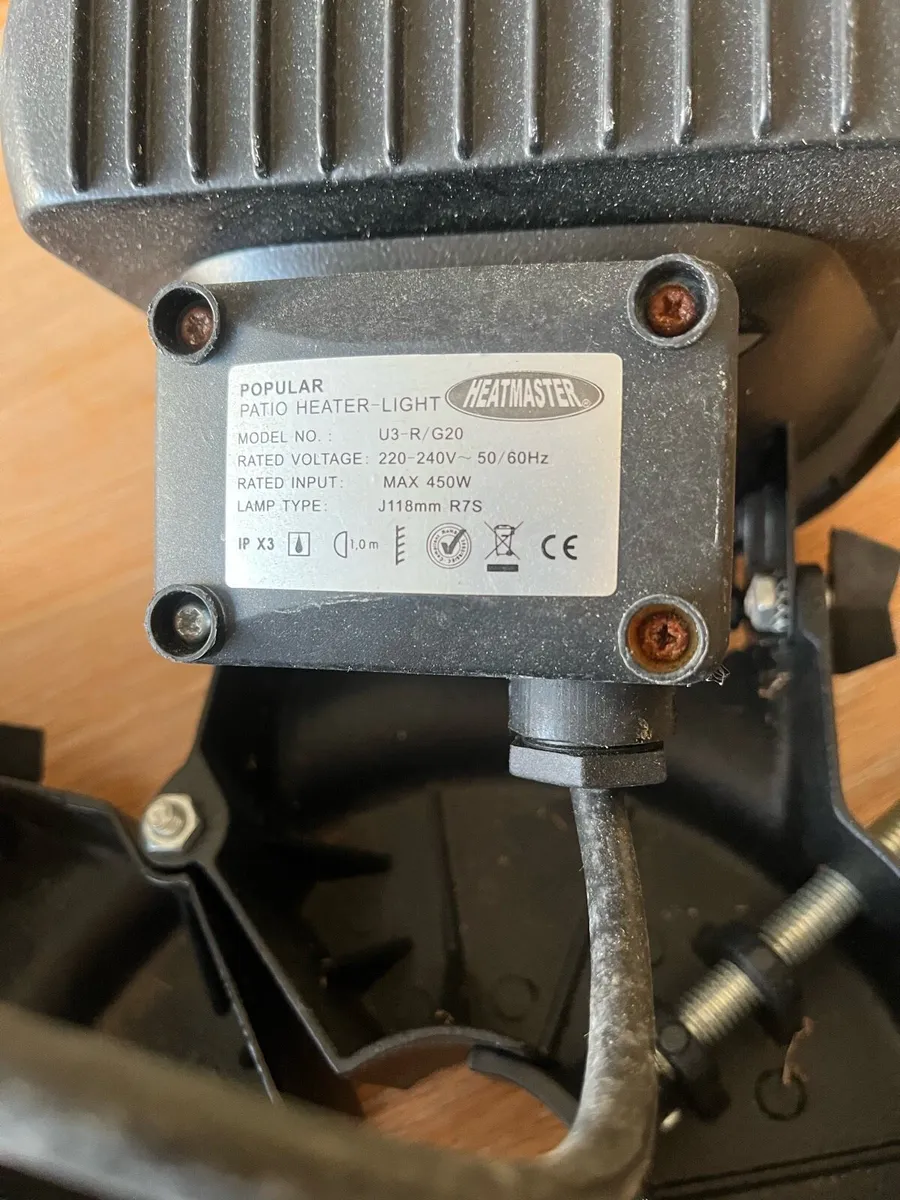 POPULAR
PATIO HEATER-LIGHT
HEATMASTER
MODEL NO. : U3-R/G20
RATED VOLTAGE: 220-240V~ 50/60Hz
RATED INPUT: MAX 450W
LAMP TYPE: J118mm R7S
IP X3 1,0m CE